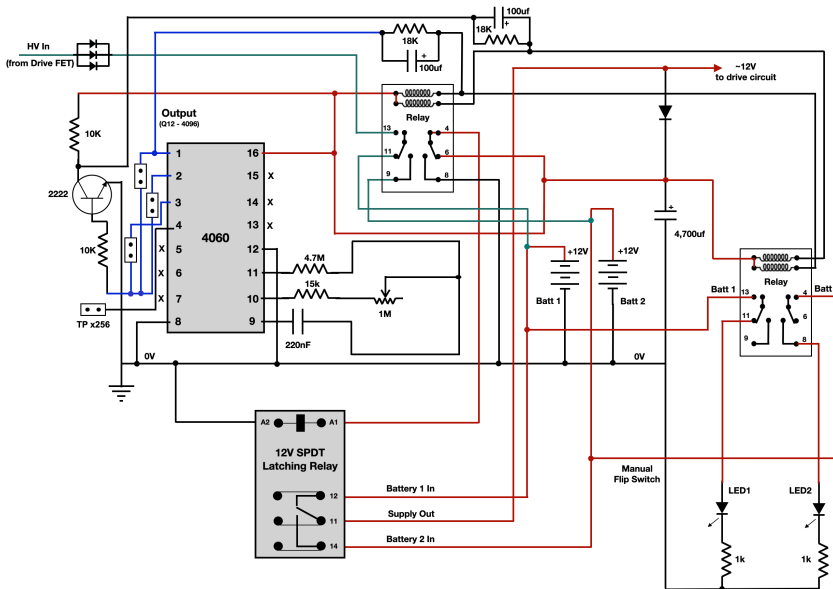 100uf
+
18K
HV In
(from Drive FET)
18K
+
100uf
~12V
to drive circuit
Output
(Q12 - 4096)
Relay
10K
13
4
11
6
9
8
1
16
2
15
X
2222
3
14
X
4
13
X
4060
10K
X
5
12
X
6
11
4.7M
X
7
10
15k
1M
TP x256
8
9
220nF
+
4,700uf
+12V
+12V
Batt 1
Batt 2
Relay
Batt 1
13
4
Batt
11
6
9
8
0V
0V
A2
A1
12V SPDT
Latching Relay
12
Battery 1 In
11
Supply Out
14
Battery 2 In
Manual
Flip Switch
LED1
LED2
1k
1k